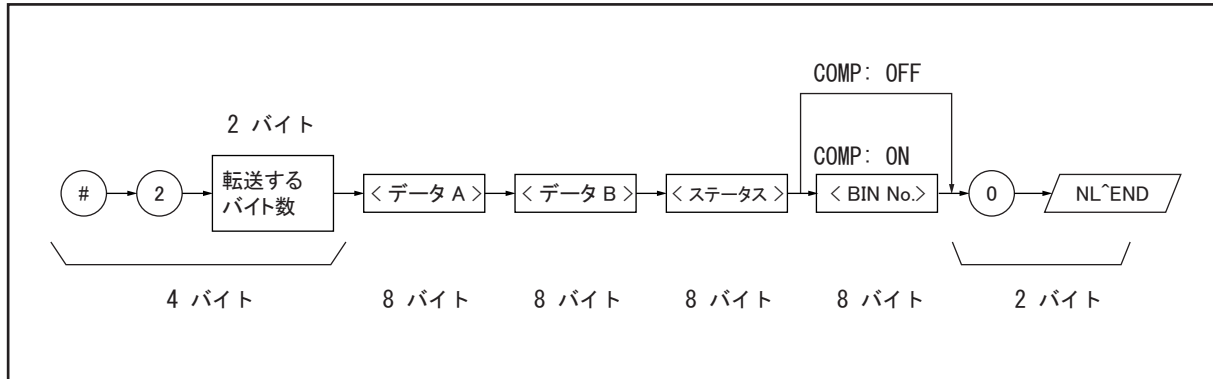 COMP: OFF
2 バイト
COMP: ON
# 2 転送する
バイト数
< データ A > < データ B > < ステータス > < BIN No.> 0 NL^END
4 バイト 8 バイト 8 バイト 8 バイト 8 バイト 2 バイト